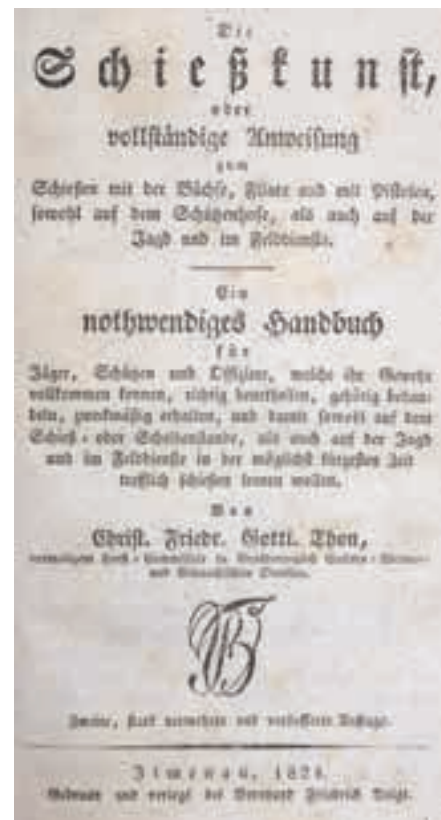 Die
Schießkunst,
oder
vollständige Anweisung
zum
Schießen mit der Büchse, Flinte und mit Pistolen,
sowohl auf dem Schützenhofe, als auch auf der
Jagd und im Felddienste.
Ein
nothwendiges Handbuch
für
Jäger, Schützen und Offiziere, welche ihr Gewehr
vollkommen kennen, richtig beurtheilen, gehörig behan-
deln, zweckmäßig erhalten, und damit sowohl auf dem
Schieß- oder Scheibenstande, als auch auf der Jagd
und im Felddienste in der möglichst kürzesten Zeit
trefflich schießen lernen wollen.
Von
Christ. Friedr. Gottl. Thon,
und Diensten.
Zweite, stark vermehrte und verbesserte Auflage.
Ilmenau,
Gedruckt und verlegt bei Bernhard Friedrich Voigt.